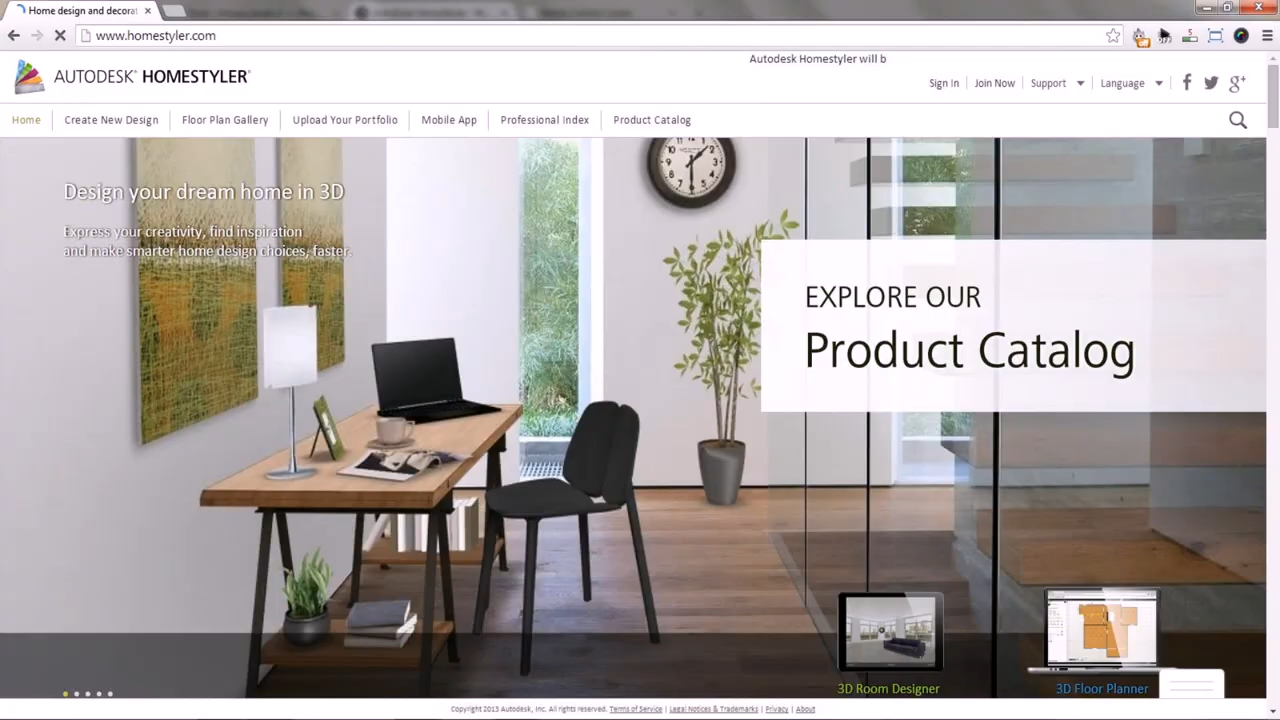 Home design and decorat
www.homestyler.com
Autodesk Homestyler will b
AUTODESK® HOMESTYLER®
Sign In
Join Now
Support
Language
Home
Create New Design
Floor Plan Gallery
Upload Your Portfolio
Mobile App
Professional Index
Product Catalog
Design your dream home in 3D
Express your creativity, find inspiration
and make smarter home design choices, faster.
EXPLORE OUR
Product Catalog
3D Room Designer
3D Floor Planner
Copyright 2013 Autodesk, Inc. All rights reserved. Terms of Service | Legal Notices & Trademarks | Privacy | About